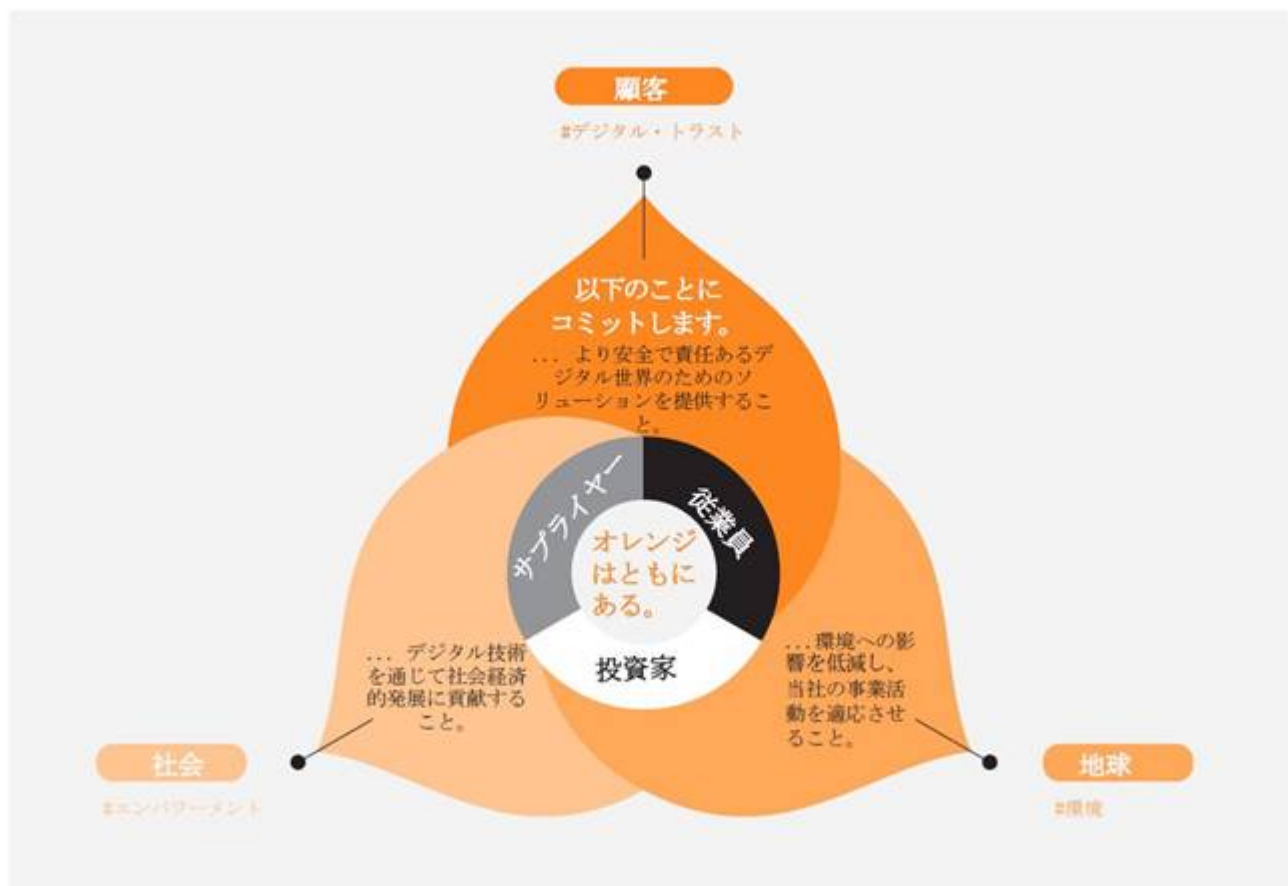 顧客
#デジタル・トラスト
以下のことに
コミットします。
... より安全で責任あるデ
ジタル世界のためのソ
リューションを提供するこ
と。
サプライヤー
従業員
オレンジ
はともに
ある。
投資家
... デジタル技術
を通じて社会経済
的発展に貢献する
こと。
...環境への影
響を低減し、
当社の事業活
動を適応させ
ること。
社会
#エンパワーメント
地球
#環境